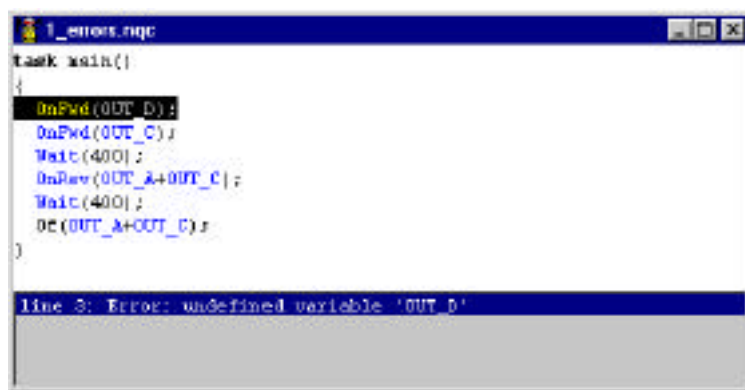 1_errors.nqc
task main()
{
OnFwd(OUT_D);
OnFwd(OUT_C);
Wait(400);
OnRev(OUT_A+OUT_C);
Wait(400);
Of(OUT_A+OUT_C);
}
line 3: Error: undefined variable 'OUT_D'